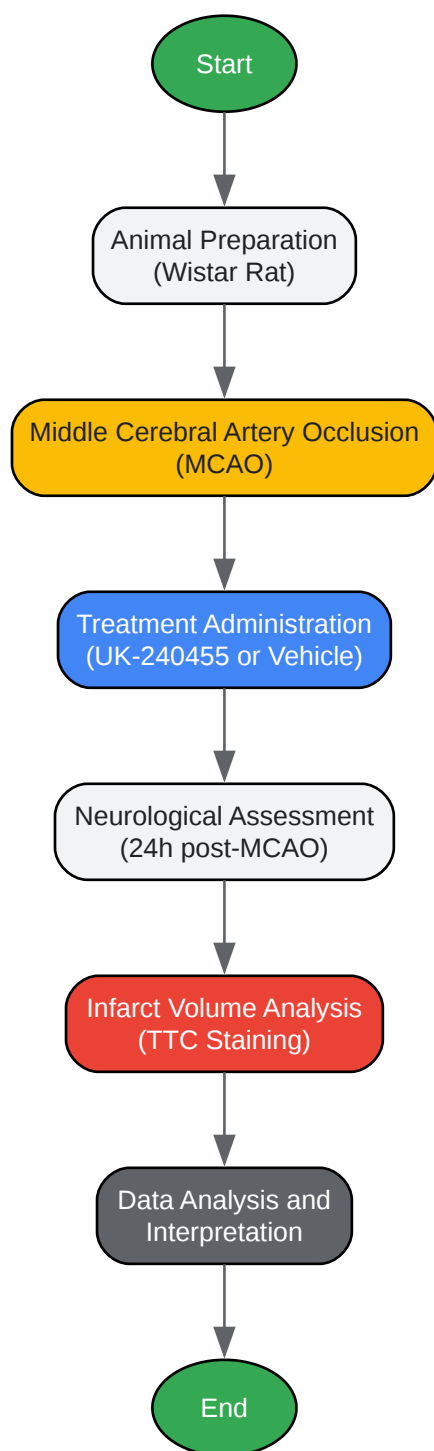 Start
Animal Preparation
(Wistar Rat)
Middle Cerebral Artery Occlusion
(MCAO)
Treatment Administration
(UK-240455 or Vehicle)
Neurological Assessment
(24h post-MCAO)
Infarct Volume Analysis
(TTC Staining)
Data Analysis and
Interpretation
End